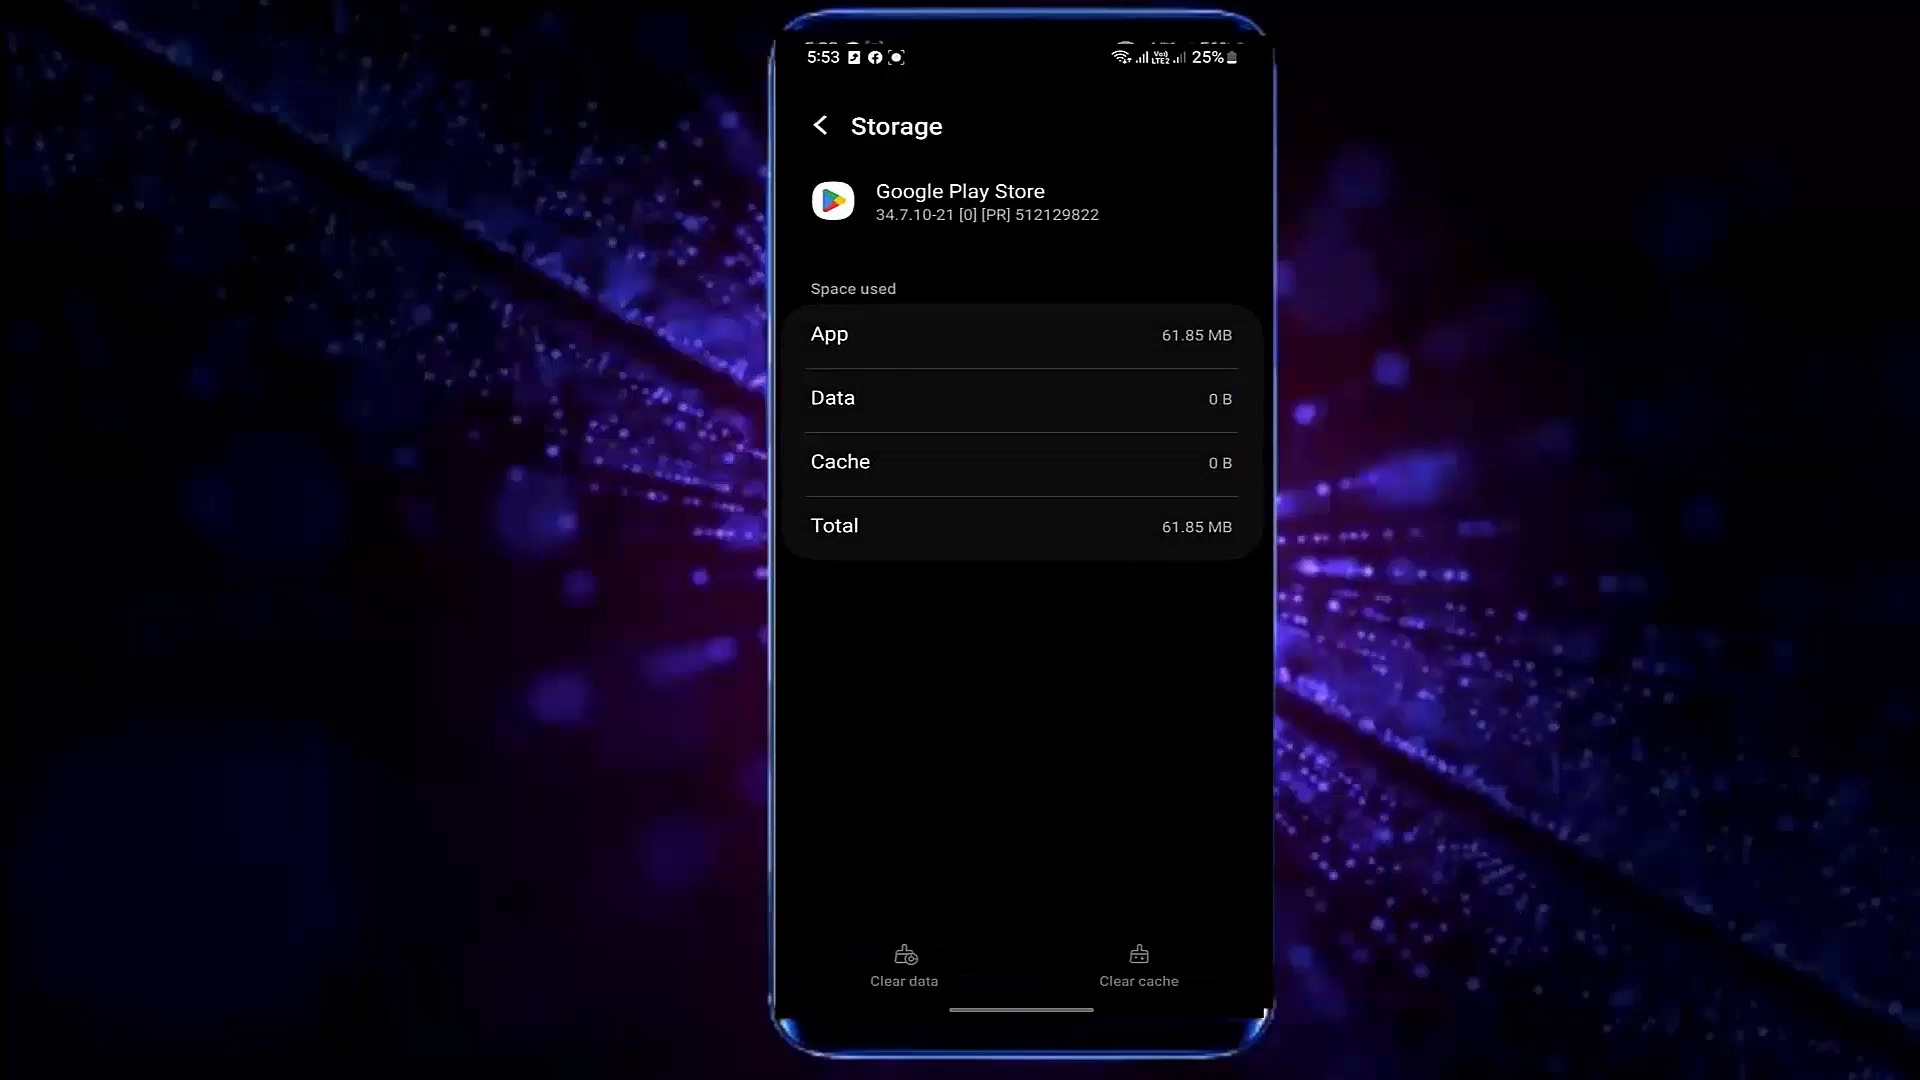 5:53 25%
Storage
Google Play Store
34.7.10-21 [0] [PR] 512129822
Space used
App 61.85 MB
Data 0 B
Cache 0 B
Total 61.85 MB
Clear data Clear cache